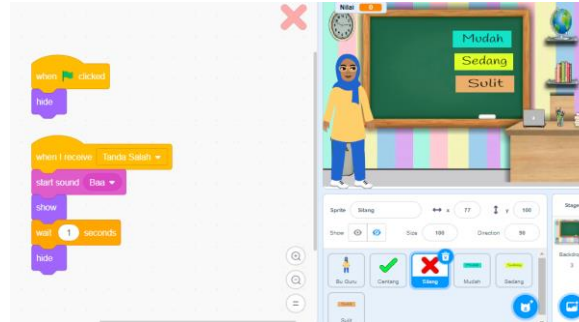 when clicked
hide
when I receive Tanda Salah
start sound Baa
show
wait 1 seconds
hide
Nilai 0
Mudah
Sedang
Sulit
Sprite Silang x 77 y 100
Show Size 100 Direction 90
Stage
Bu Guru Centang Silang Mudah Sedang
Sulit